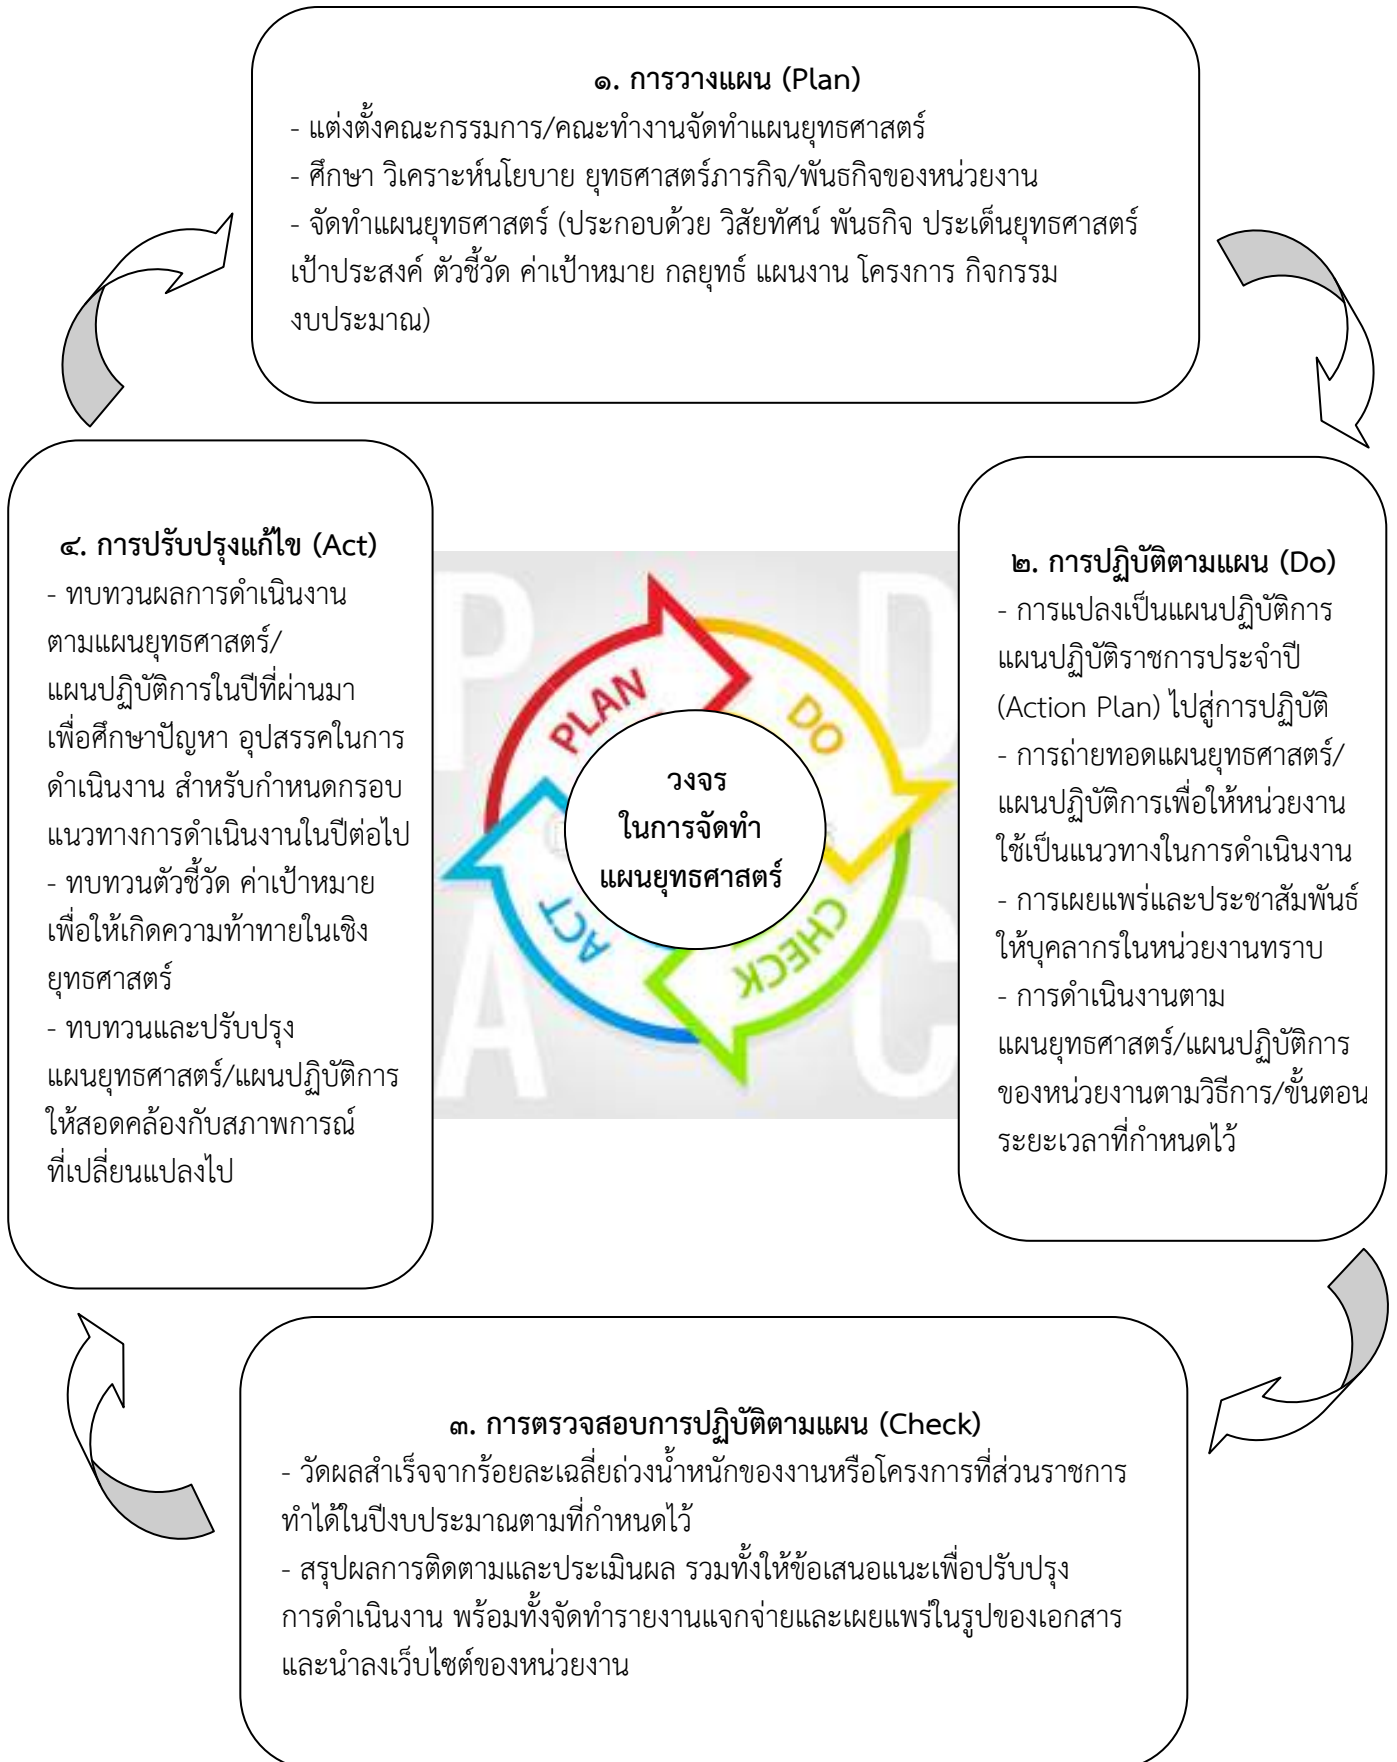 ๑. การวางแผน (Plan)
- แต่งตั้งคณะกรรมการ/คณะทำงานจัดทำแผนยุทธศาสตร์
- ศึกษา วิเคราะห์นโยบาย ยุทธศาสตร์ภารกิจ/พันธกิจของหน่วยงาน
- จัดทำแผนยุทธศาสตร์ (ประกอบด้วย วิสัยทัศน์ พันธกิจ ประเด็นยุทธศาสตร์
เป้าประสงค์ ตัวชี้วัด ค่าเป้าหมาย กลยุทธ์ แผนงาน โครงการ กิจกรรม
งบประมาณ)
๒. การปฏิบัติตามแผน (Do)
- การแปลงเป็นแผนปฏิบัติการ
แผนปฏิบัติราชการประจำปี
(Action Plan) ไปสู่การปฏิบัติ
- การถ่ายทอดแผนยุทธศาสตร์/
แผนปฏิบัติการเพื่อให้หน่วยงาน
ใช้เป็นแนวทางในการดำเนินงาน
- การเผยแพร่และประชาสัมพันธ์
ให้บุคลากรในหน่วยงานทราบ
- การดำเนินงานตาม
แผนยุทธศาสตร์/แผนปฏิบัติการ
ของหน่วยงานตามวิธีการ/ขั้นตอน
ระยะเวลาที่กำหนดไว้
๓. การตรวจสอบการปฏิบัติตามแผน (Check)
- วัดผลสำเร็จจากร้อยละเฉลี่ยถ่วงน้ำหนักของงานหรือโครงการที่ส่วนราชการ
ทำได้ในปีงบประมาณตามที่กำหนดไว้
- สรุปผลการติดตามและประเมินผล รวมทั้งให้ข้อเสนอแนะเพื่อปรับปรุง
การดำเนินงาน พร้อมทั้งจัดทำรายงานแจกจ่ายและเผยแพร่ในรูปของเอกสาร
และนำลงเว็บไซต์ของหน่วยงาน
๔. การปรับปรุงแก้ไข (Act)
- ทบทวนผลการดำเนินงาน
ตามแผนยุทธศาสตร์/
แผนปฏิบัติการในปีที่ผ่านมา
เพื่อศึกษาปัญหา อุปสรรคในการ
ดำเนินงาน สำหรับกำหนดกรอบ
แนวทางการดำเนินงานในปีต่อไป
- ทบทวนตัวชี้วัด ค่าเป้าหมาย
เพื่อให้เกิดความท้าทายในเชิง
ยุทธศาสตร์
- ทบทวนและปรับปรุง
แผนยุทธศาสตร์/แผนปฏิบัติการ
ให้สอดคล้องกับสภาพการณ์
ที่เปลี่ยนแปลงไป
P
D
PLAN
DO
วงจร
ในการจัดทำ
แผนยุทธศาสตร์
ACT
CHECK
A
C